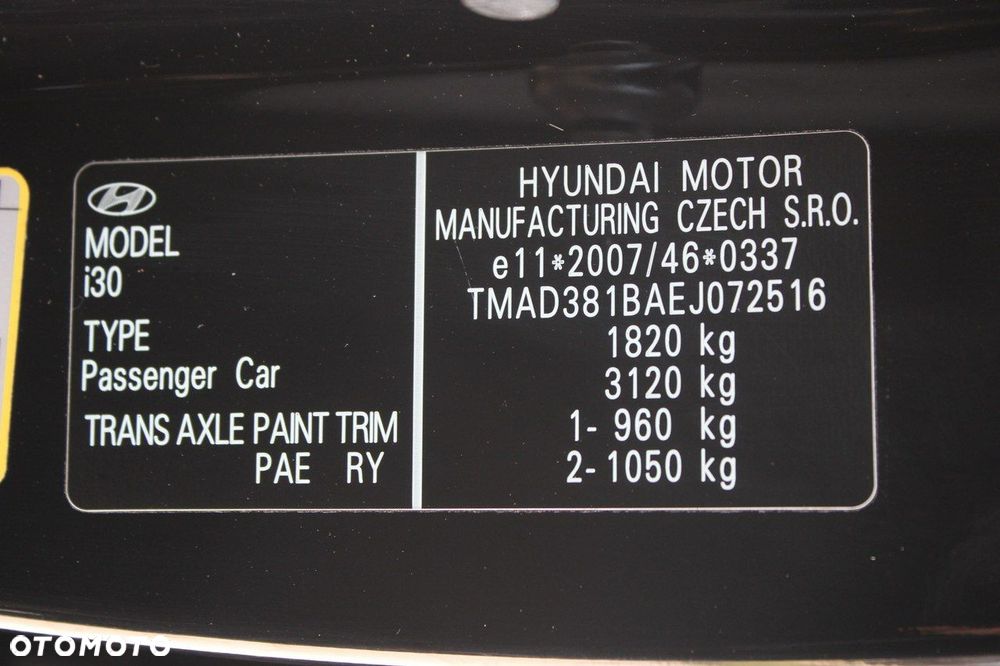 MODEL
i30
TYPE
Passenger Car
TRANS AXLE PAINT TRIM
PAE RY
HYUNDAI MOTOR
MANUFACTURING CZECH S.R.O.
e11*2007/46*0337
TMAD381BAEJ072516
1820 kg
3120 kg
1- 960 kg
2- 1050 kg
OTOMOTO